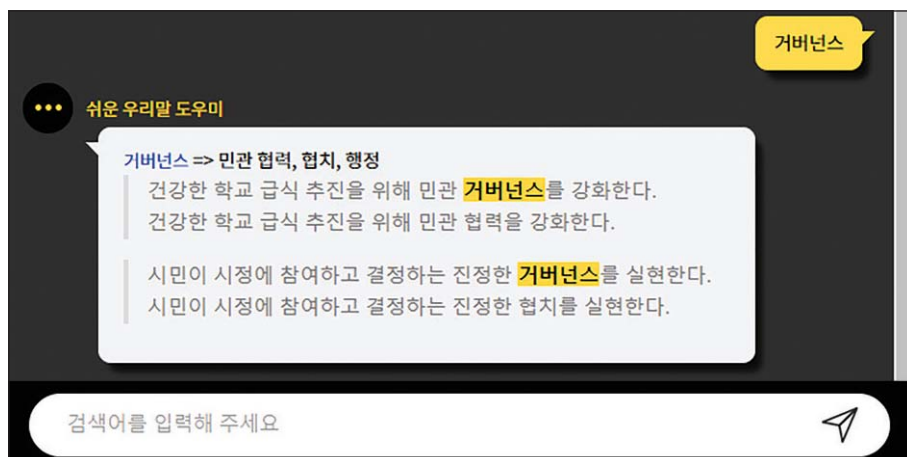 거버넌스
쉬운 우리말 도우미
거버넌스 => 민관 협력, 협치, 행정
건강한 학교 급식 추진을 위해 민관 거버넌스를 강화한다.
건강한 학교 급식 추진을 위해 민관 협력을 강화한다.
시민이 시정에 참여하고 결정하는 진정한 거버넌스를 실현한다.
시민이 시정에 참여하고 결정하는 진정한 협치를 실현한다.
검색어를 입력해 주세요